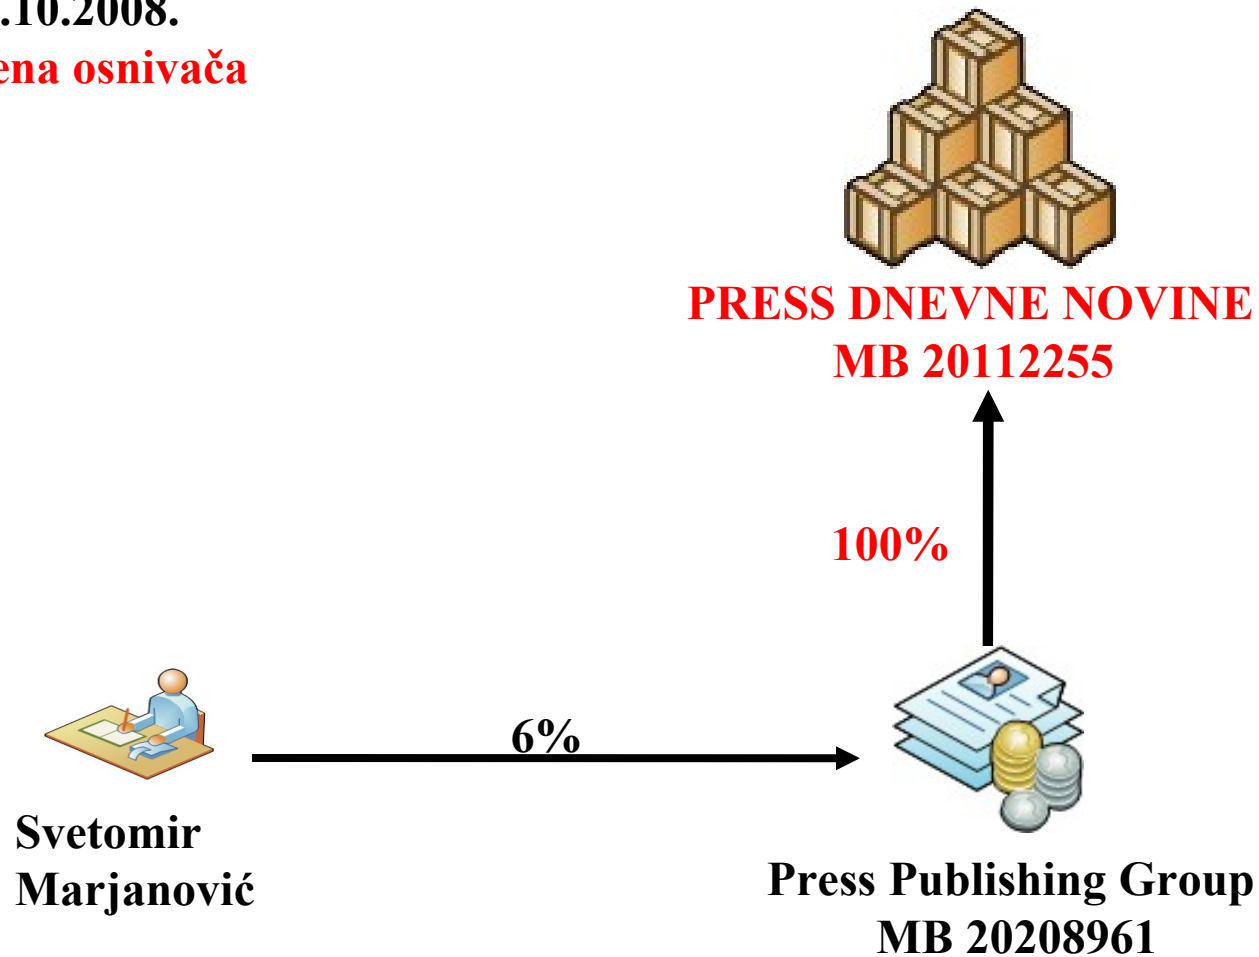 .10.2008.
ena osnivača
PRESS DNEVNE NOVINE
MB 20112255
100%
6%
Svetomir
Marjanović
Press Publishing Group
MB 20208961